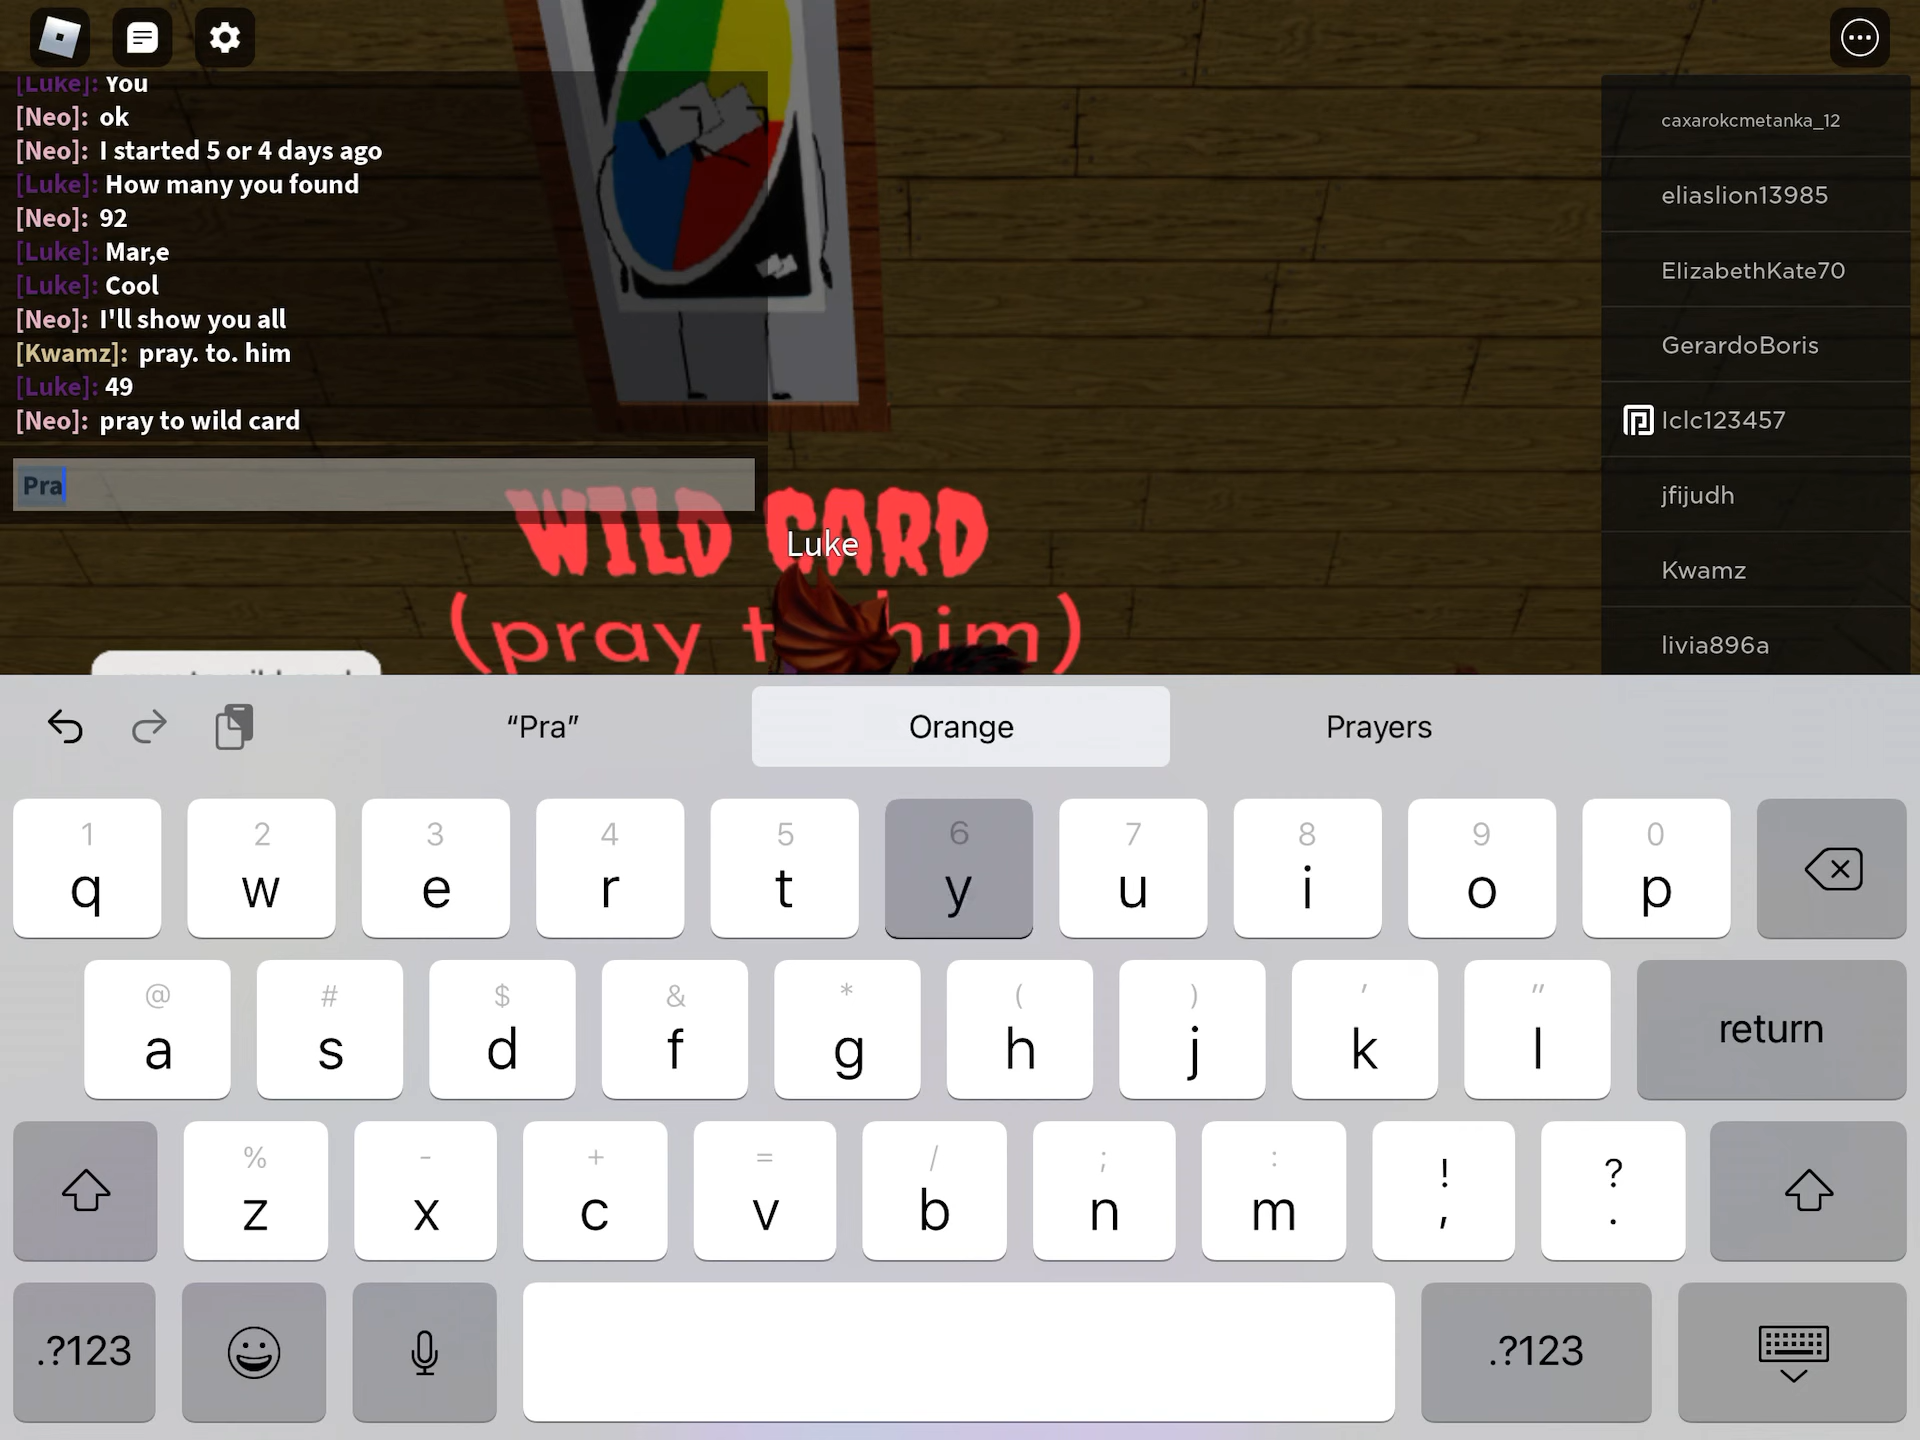 [Luke]: You
[Neo]: ok
[Neo]: I started 5 or 4 days ago
[Luke]: How many you found
[Neo]: 92
[Luke]: Mar,e
[Luke]: Cool
[Neo]: I'll show you all
[Kwamz]: pray. to. him
[Luke]: 49
[Neo]: pray to wild card
Pra
caxarokcmetanka_12
eliaslion13985
ElizabethKate70
GerardoBoris
lclc123457
jfijudh
Kwamz
livia896a
WILD CARD
Luke
(pray to him)
“Pra” Orange Prayers
1 2 3 4 5 6 7 8 9 0
q w e r t y u i o p
@ # $ & * ( ) ' "
a s d f g h j k l return
% - + = / ; : ! ?
z x c v b n m , .
.?123 .?123